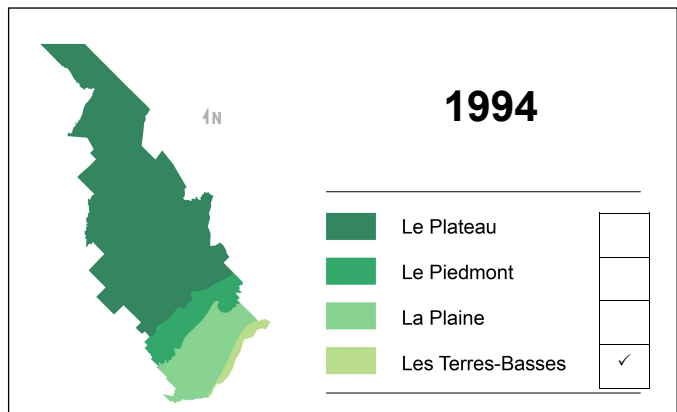 1994
N
Le Plateau
Le Piedmont
La Plaine
Les Terres-Basses ✓